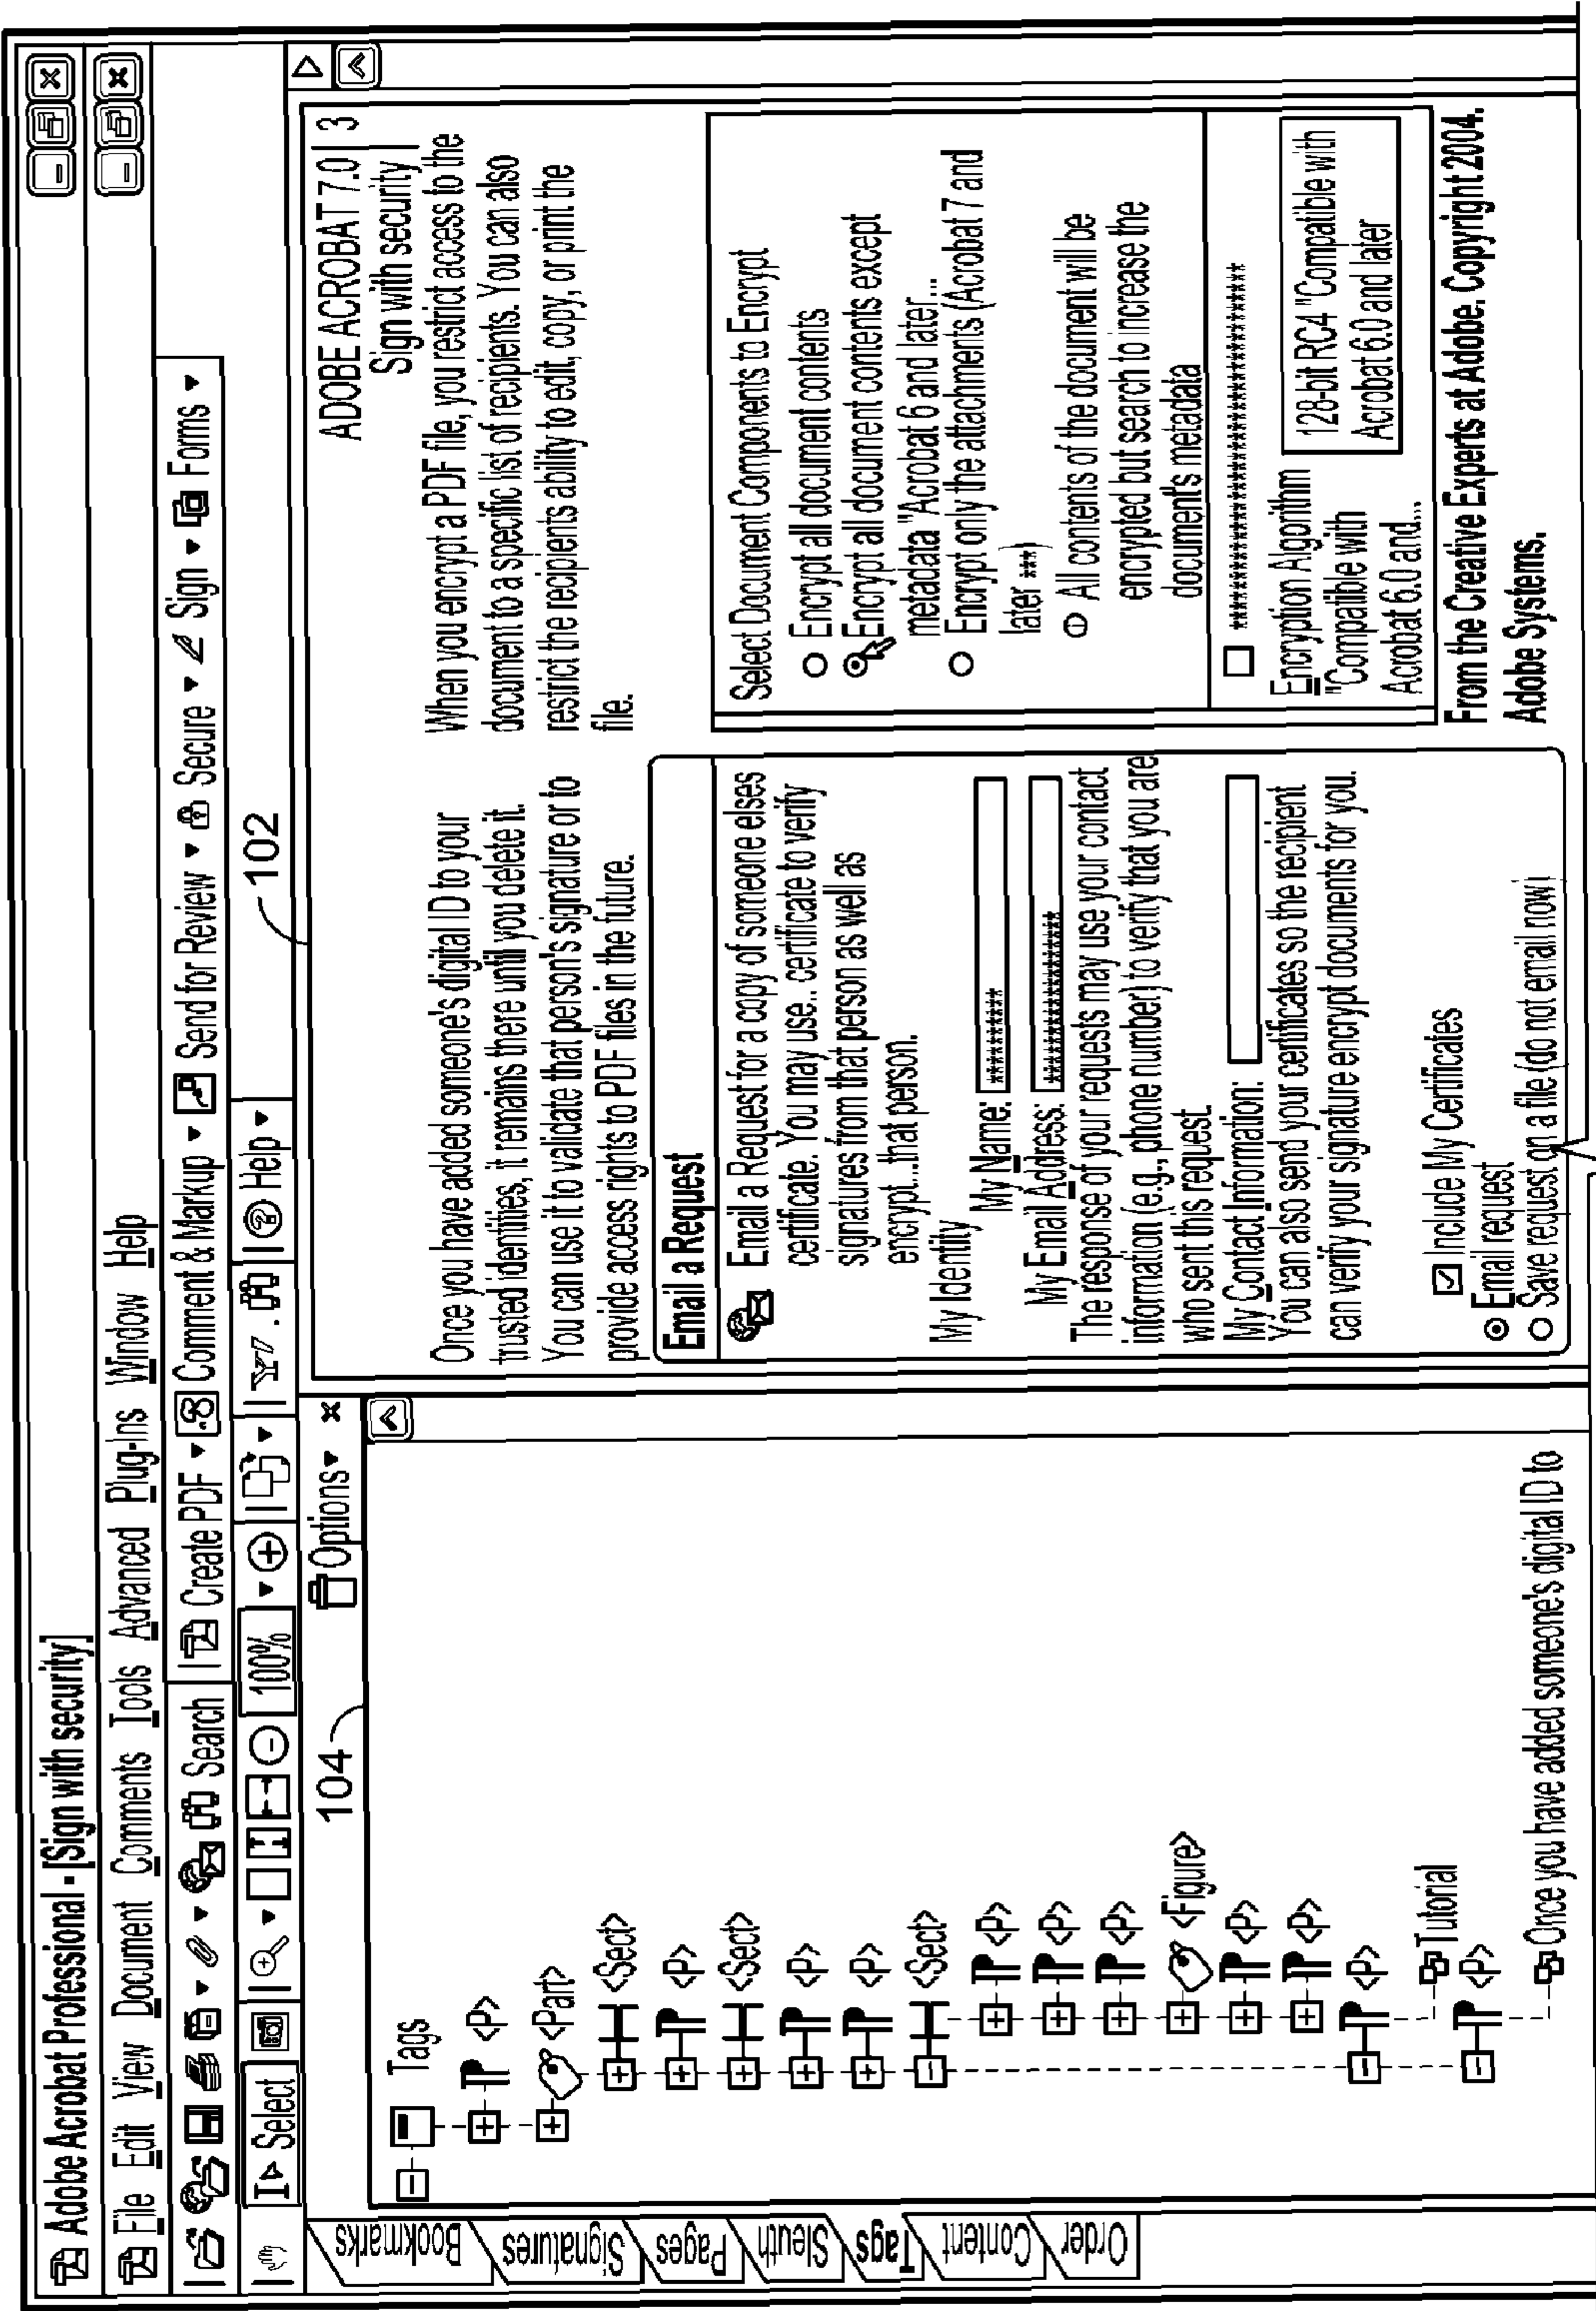 Adobe Acrobat Professional - [Sign with security]
File Edit View Document Comments Tools Advanced Plug-Ins Window Help
Search Create PDF Comment & Markup Send for Review Secure Sign Forms
Select 100% Help
104
102
Options
Bookmarks
Signatures
Pages
Sleuth
Tags
Content
Order
Tags
<P>
<Part>
<Sect>
<P>
<Sect>
<P>
<P>
<Sect>
<P>
<P>
<P>
<Figure>
<P>
<P>
<P>
Tutorial
<P>
Once you have added someone's digital ID to
ADOBE ACROBAT 7.0 | 3
Sign with security
Once you have added someone's digital ID to your
trusted identities, it remains there until you delete it.
You can use it to validate that person's signature or to
provide access rights to PDF files in the future.
Email a Request
Email a Request for a copy of someone elses
certificate. You may use.. certificate to verify
signatures from that person as well as
encrypt...that person.
My Identity
My Name: ***********
My Email Address: ********************
The response of your requests may use your contact
information (e.g., phone number) to verify that you are
who sent this request.
My Contact Information:
You can also send your certificates so the recipient
can verify your signature encrypt documents for you.
Include My Certificates
Email request
Save request on a file (do not email now)
When you encrypt a PDF file, you restrict access to the
document to a specific list of recipients. You can also
restrict the recipients ability to edit, copy, or print the
file.
Select Document Components to Encrypt
Encrypt all document contents
Encrypt all document contents except
metadata "Acrobat 6 and later...
Encrypt only the attachments (Acrobat 7 and
later ***)
All contents of the document will be
encrypted but search to increase the
documents metadata
****************************************
Encryption Algorithm
"Compatible with
Acrobat 6.0 and...
128-bit RC4 "Compatible with
Acrobat 6.0 and later
From the Creative Experts at Adobe. Copyright 2004.
Adobe Systems.